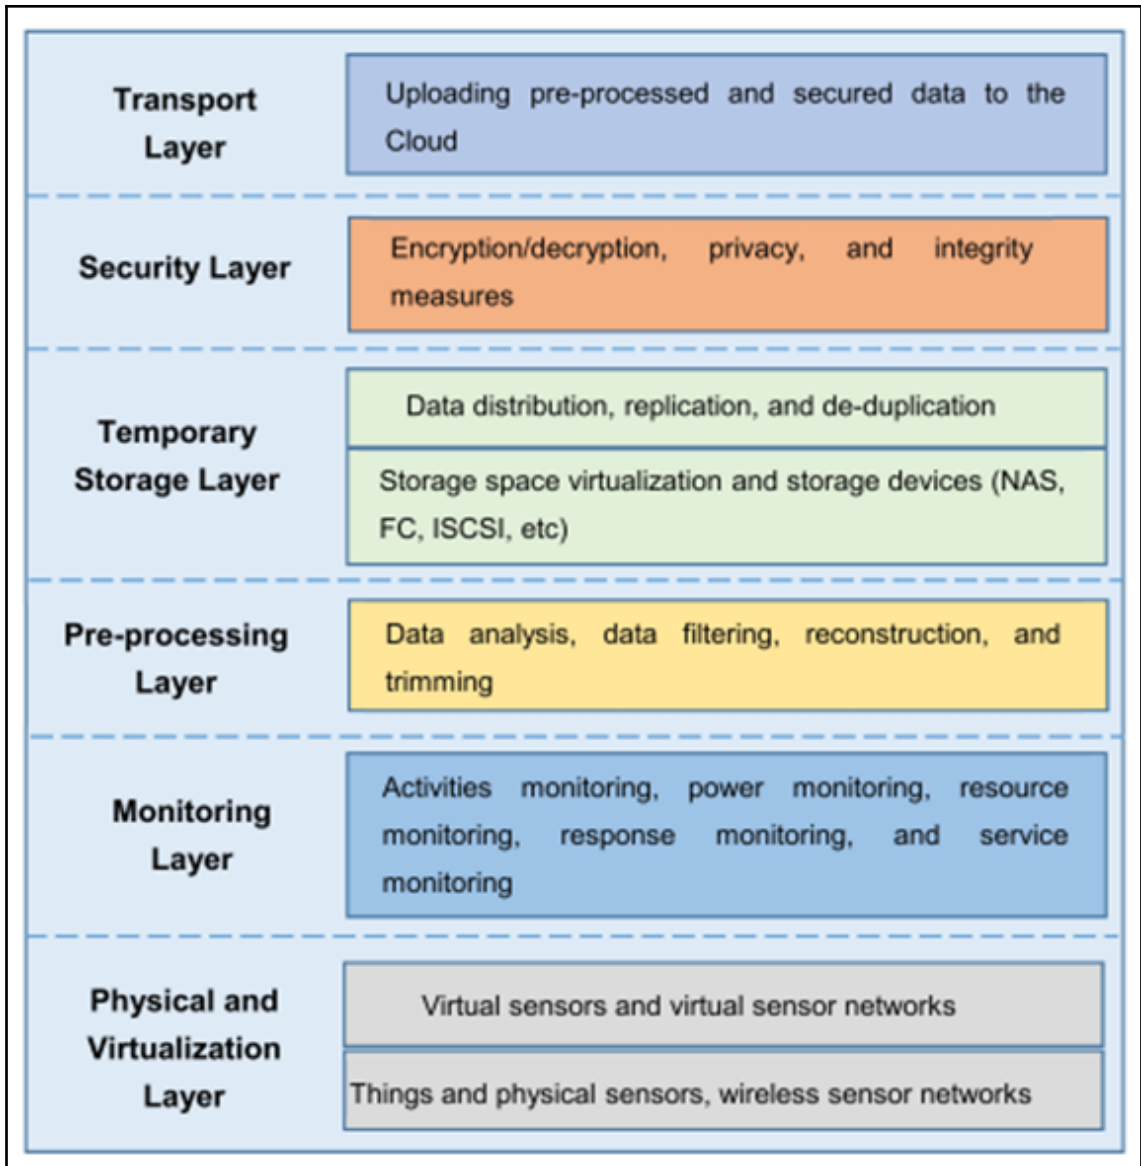 Transport
Layer
Uploading pre-processed and secured data to the
Cloud
Security Layer
Encryption/decryption, privacy, and integrity
measures
Temporary
Storage Layer
Data distribution, replication, and de-duplication
Storage space virtualization and storage devices (NAS,
FC, ISCSI, etc)
Pre-processing
Layer
Data analysis, data filtering, reconstruction, and
trimming
Monitoring
Layer
Activities monitoring, power monitoring, resource
monitoring, response monitoring, and service
monitoring
Physical and
Virtualization
Layer
Virtual sensors and virtual sensor networks
Things and physical sensors, wireless sensor networks